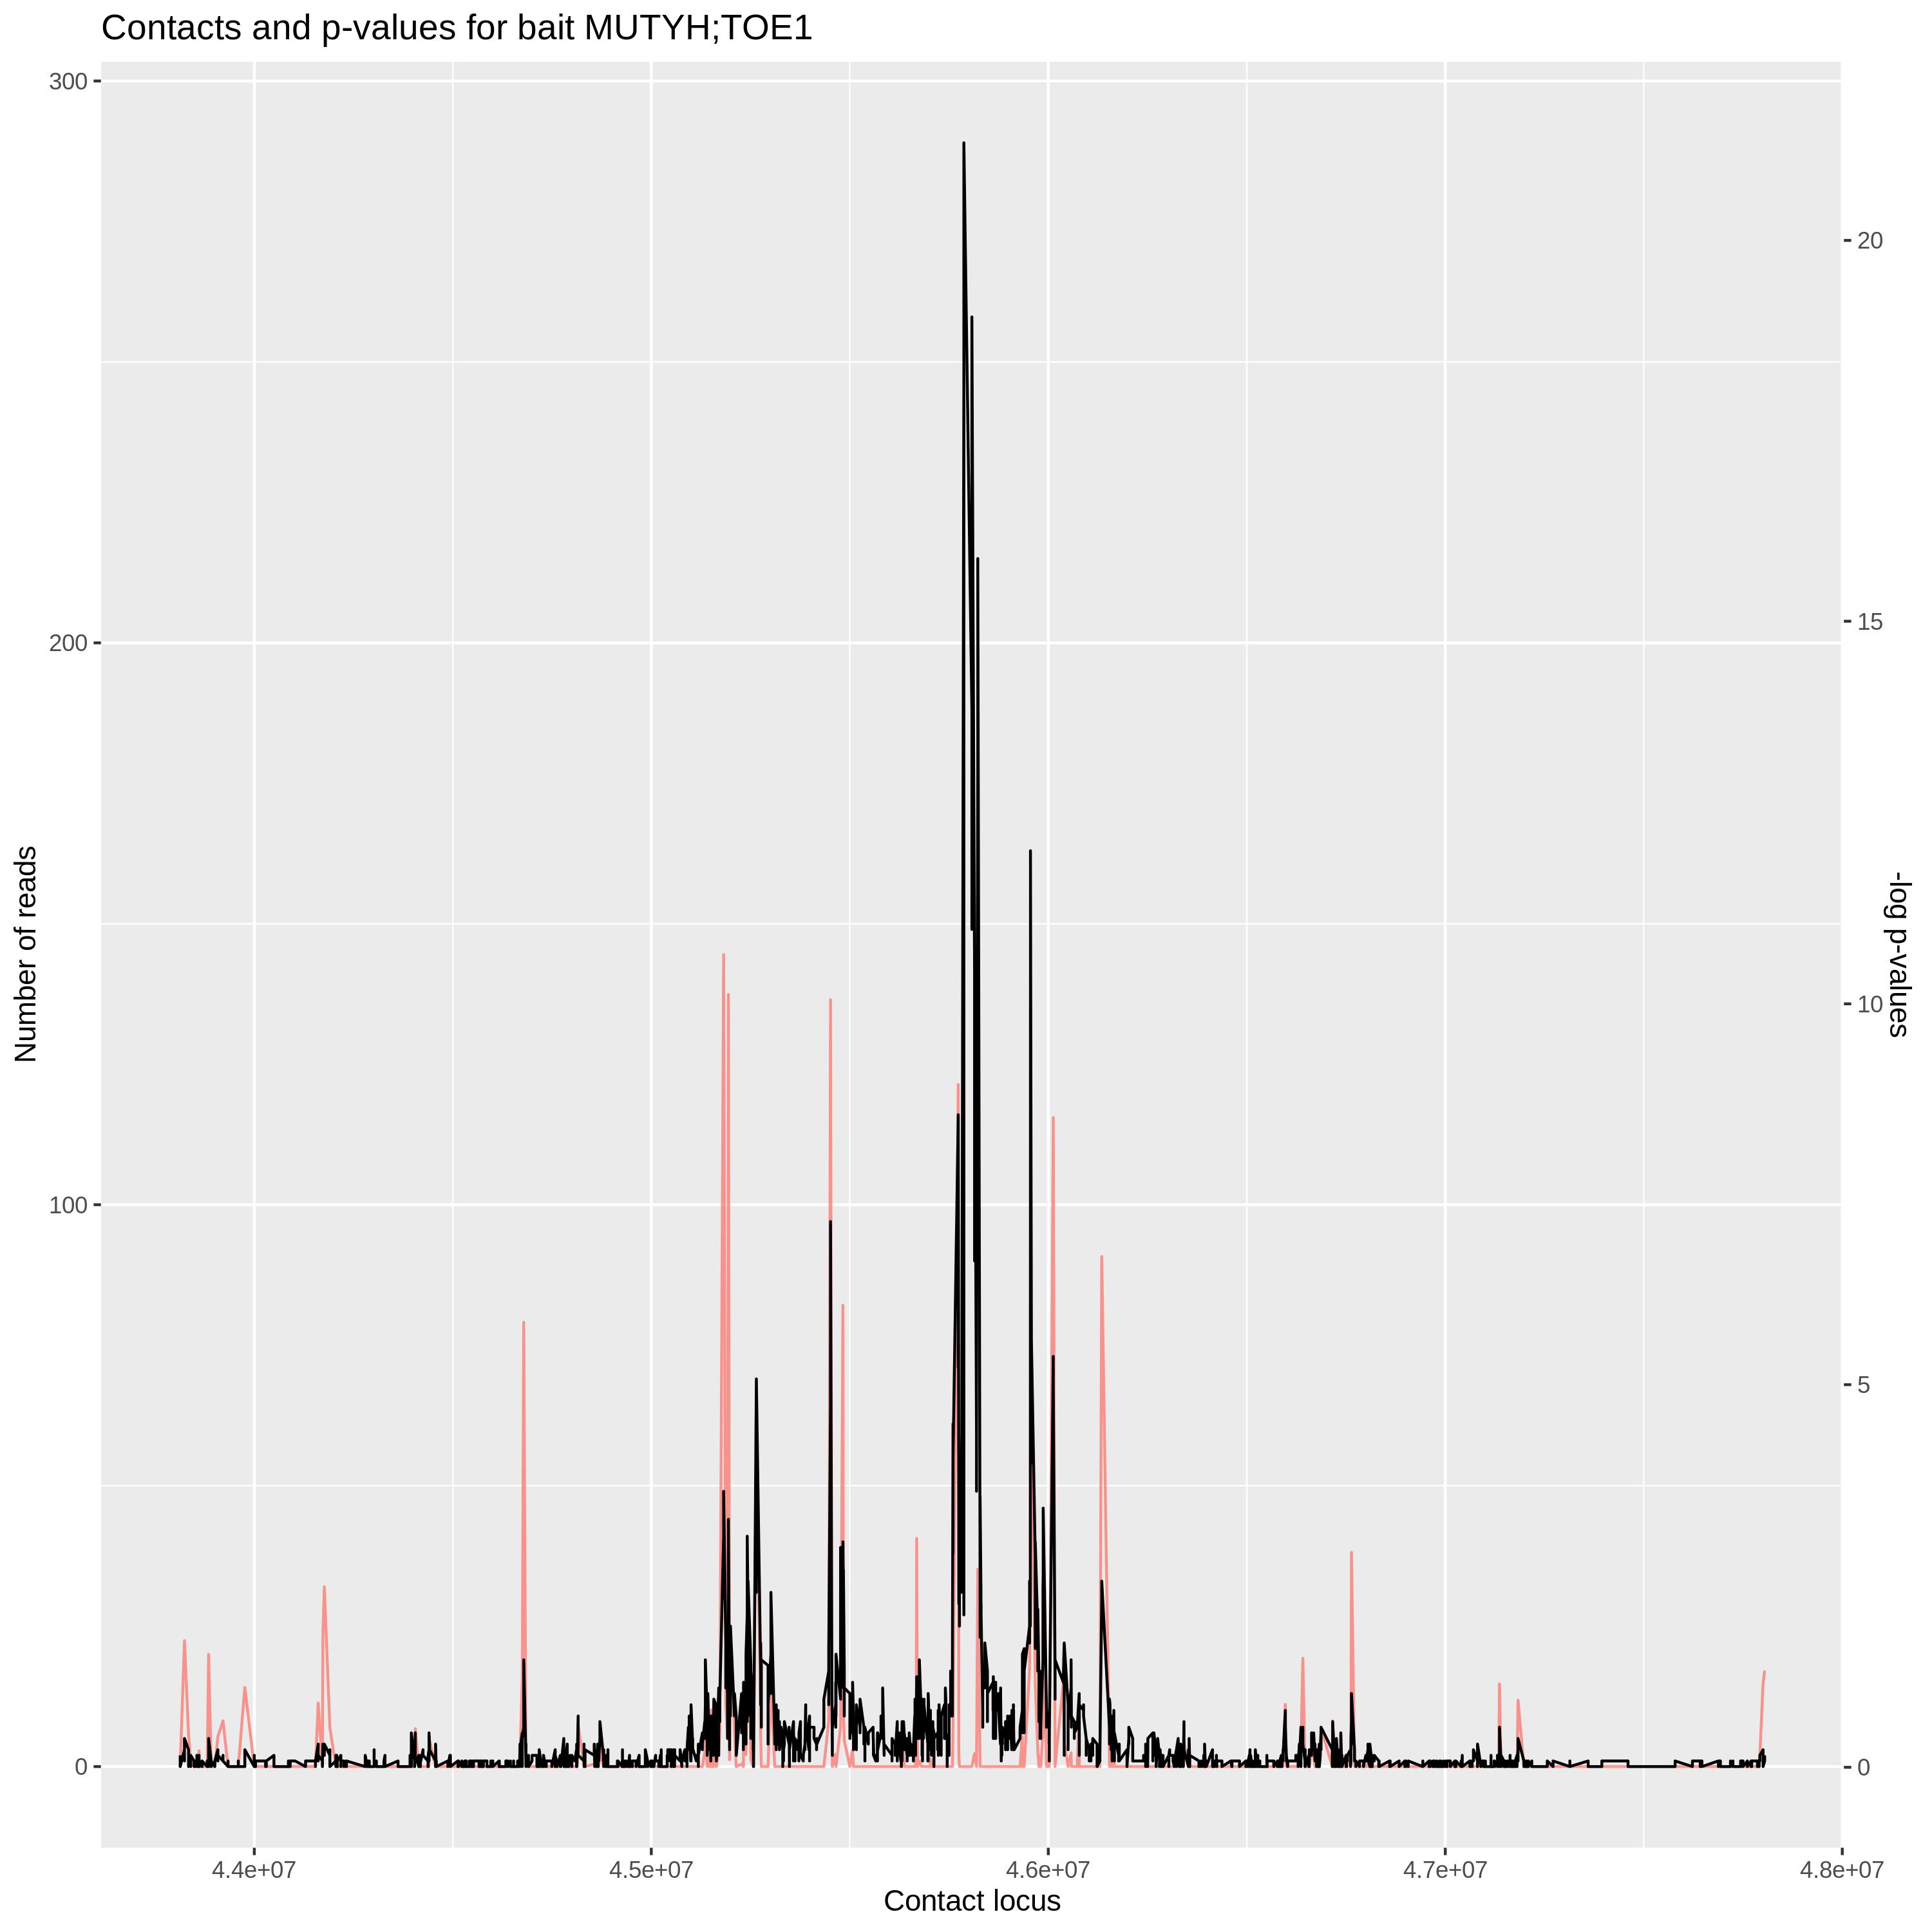 Contacts and p-values for bait MUTYH;TOE1
300
200
100
0
Number of reads
20
15
10
5
0
-log p-values
4.4e+07
4.5e+07
4.6e+07
4.7e+07
4.8e+07
Contact locus